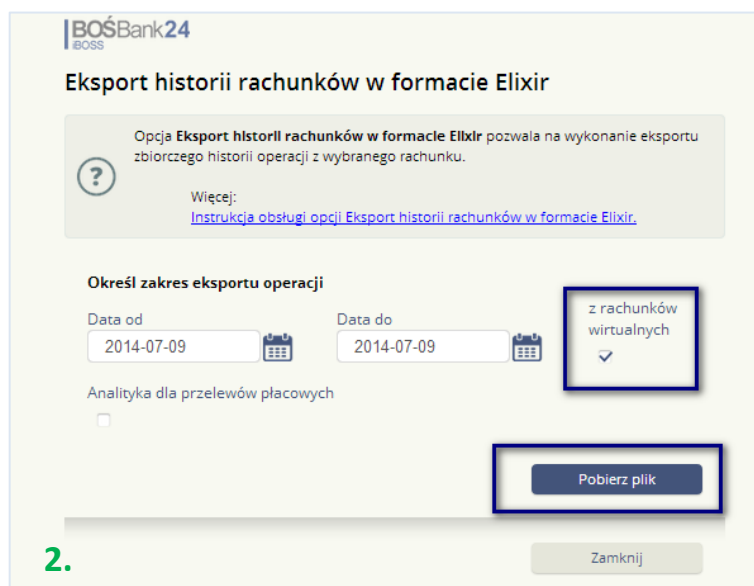 BOŚBank24
iBOSS
Eksport historii rachunków w formacie Elixir
Opcja Eksport historii rachunków w formacie Elixir pozwala na wykonanie eksportu
zbiorczego historii operacji z wybranego rachunku.
?
Więcej:
Instrukcja obsługi opcji Eksport historii rachunków w formacie Elixir.
Określ zakres eksportu operacji
z rachunków
wirtualnych
Data od
Data do
2014-07-09
2014-07-09
Analityka dla przelewów płacowych
Pobierz plik
2.
Zamknij